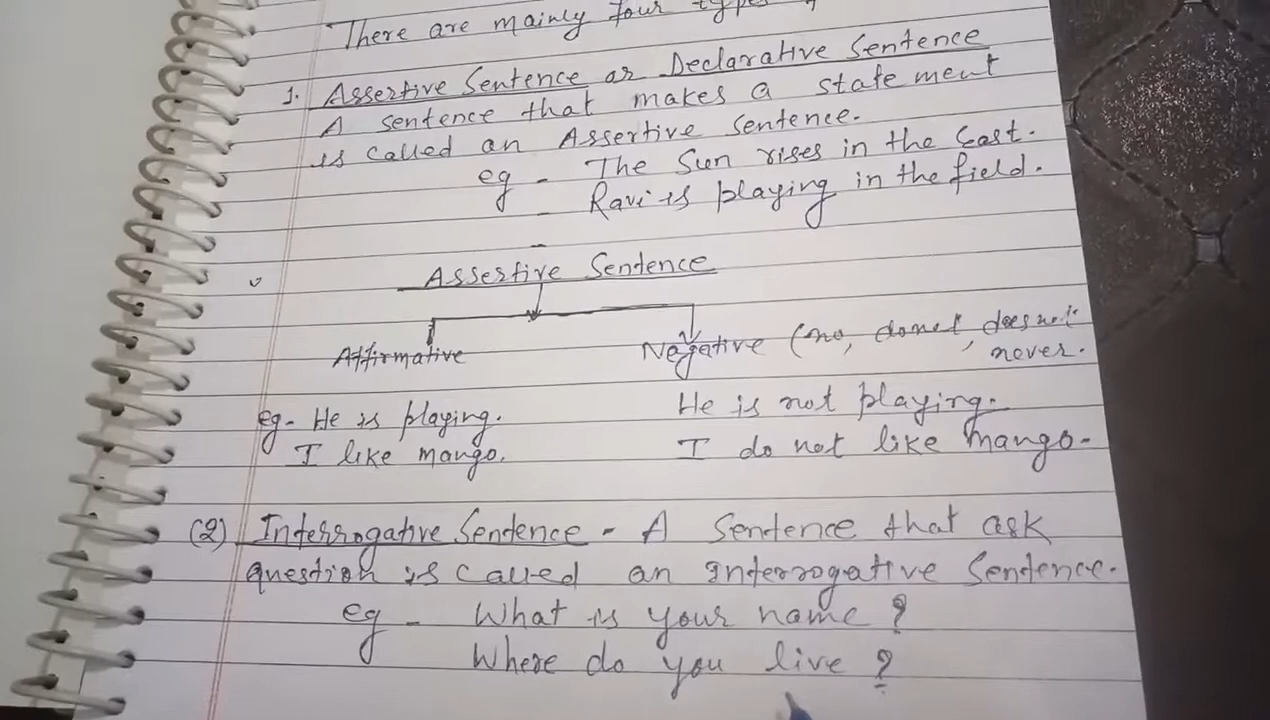 There are mainly four types
1. Assertive Sentence or Declarative Sentence
A sentence that makes a statement
is called an Assertive sentence.
eg - The Sun rises in the East.
- Ravi is playing in the field.
Assertive Sentence
Affirmative Negative (no, donot, does not,
never.
eg- He is playing. He is not playing.
I like mango. I do not like mango.
(2) Interrogative Sentence - A Sentence that ask
question is called an Interrogative Sentence.
eg - What is your name ?
Where do you live ?